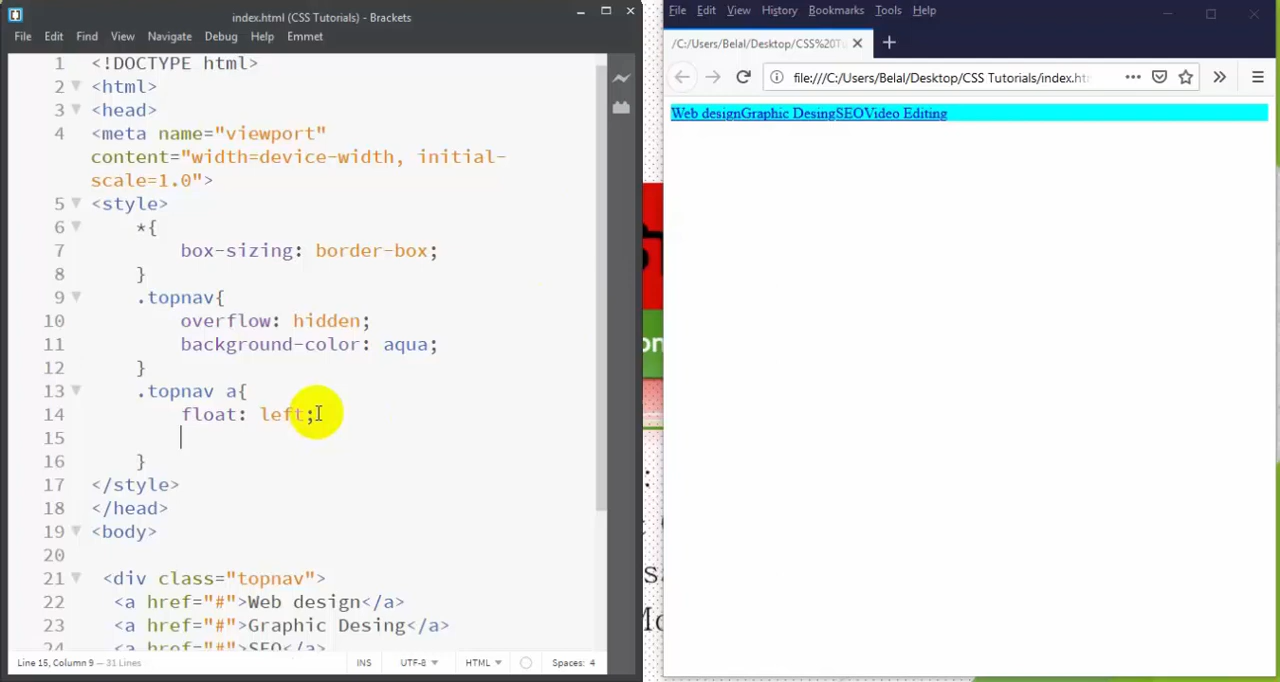 index.html (CSS Tutorials) - Brackets
File Edit Find View Navigate Debug Help Emmet
1 <!DOCTYPE html>
2 <html>
3 <head>
4 <meta name="viewport"
content="width=device-width, initial-
scale=1.0">
5 <style>
6 *{
7 box-sizing: border-box;
8 }
9 .topnav{
10 overflow: hidden;
11 background-color: aqua;
12 }
13 .topnav a{
14 float: left;
15
16 }
17 </style>
18 </head>
19 <body>
20
21 <div class="topnav">
22 <a href="#">Web design</a>
23 <a href="#">Graphic Desing</a>
24 <a href="#">SEO</a>
Line 15, Column 9 — 31 Lines
INS UTF-8 HTML Spaces: 4
File Edit View History Bookmarks Tools Help
/C:/Users/Belal/Desktop/CSS%20Tu
file:///C:/Users/Belal/Desktop/CSS Tutorials/index.htm
Web designGraphic DesingSEOVideo Editing